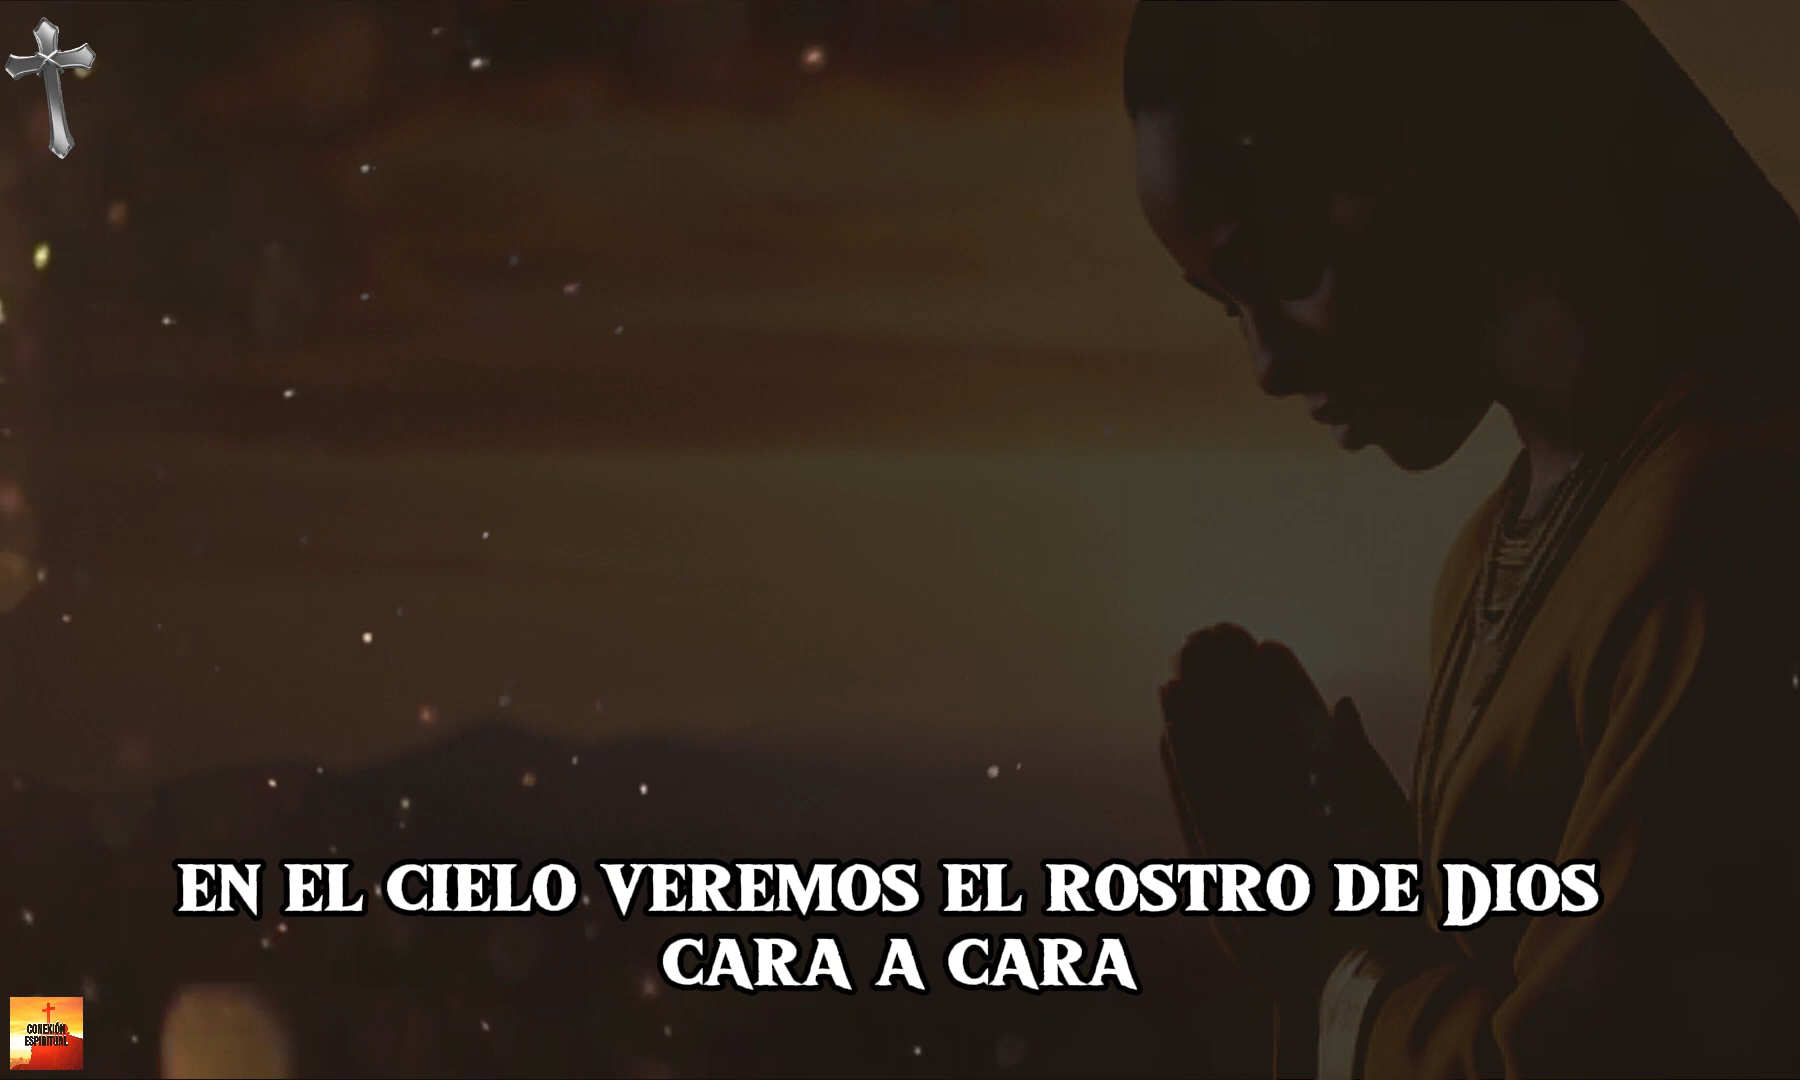 EN EL CIELO VEREMOS EL ROSTRO DE DIOS
CARA A CARA
CONEXIÓN
ESPIRITUAL